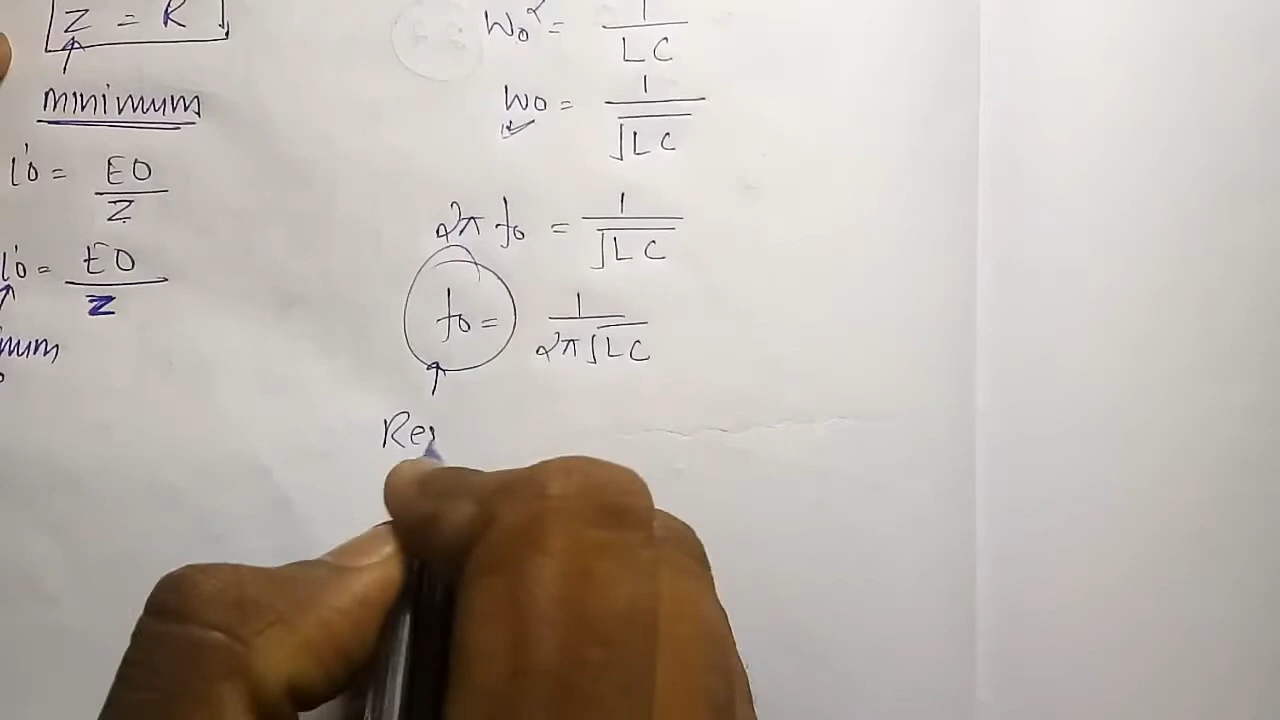 Z = R
minimum
i0 = E0/Z
i0 = E0/Z
W0² = 1/LC
W0 = 1/√LC
2π f0 = 1/√LC
f0 = 1/2π√LC
Res